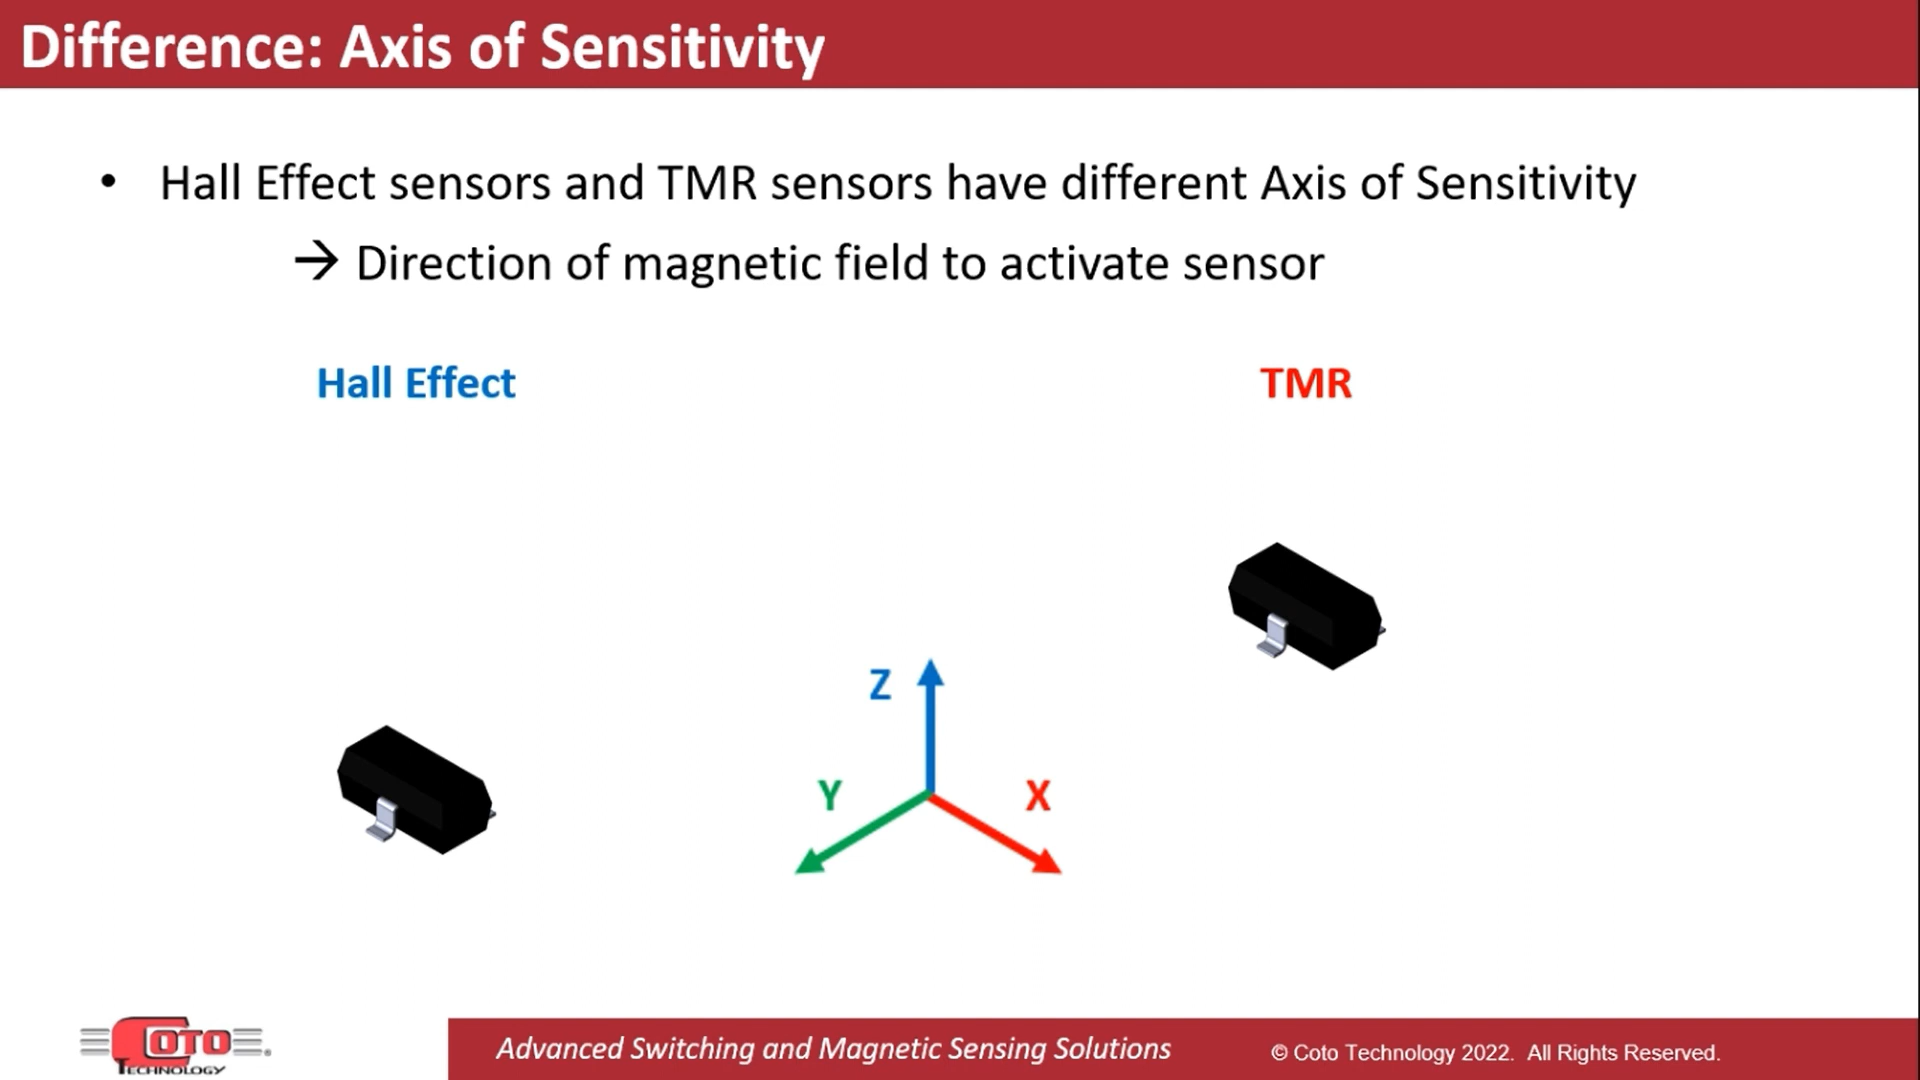 Difference: Axis of Sensitivity
• Hall Effect sensors and TMR sensors have different Axis of Sensitivity
→ Direction of magnetic field to activate sensor
Hall Effect
TMR
Z
Y
X
COTO
TECHNOLOGY
Advanced Switching and Magnetic Sensing Solutions
© Coto Technology 2022. All Rights Reserved.